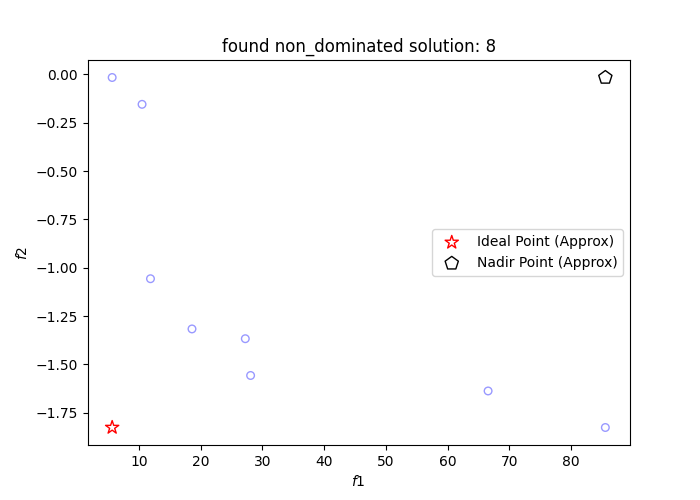 found non_dominated solution: 8
0.00
−0.25
−0.50
−0.75
−1.00
−1.25
−1.50
−1.75
f2
Ideal Point (Approx)
Nadir Point (Approx)
10 20 30 40 50 60 70 80
f1